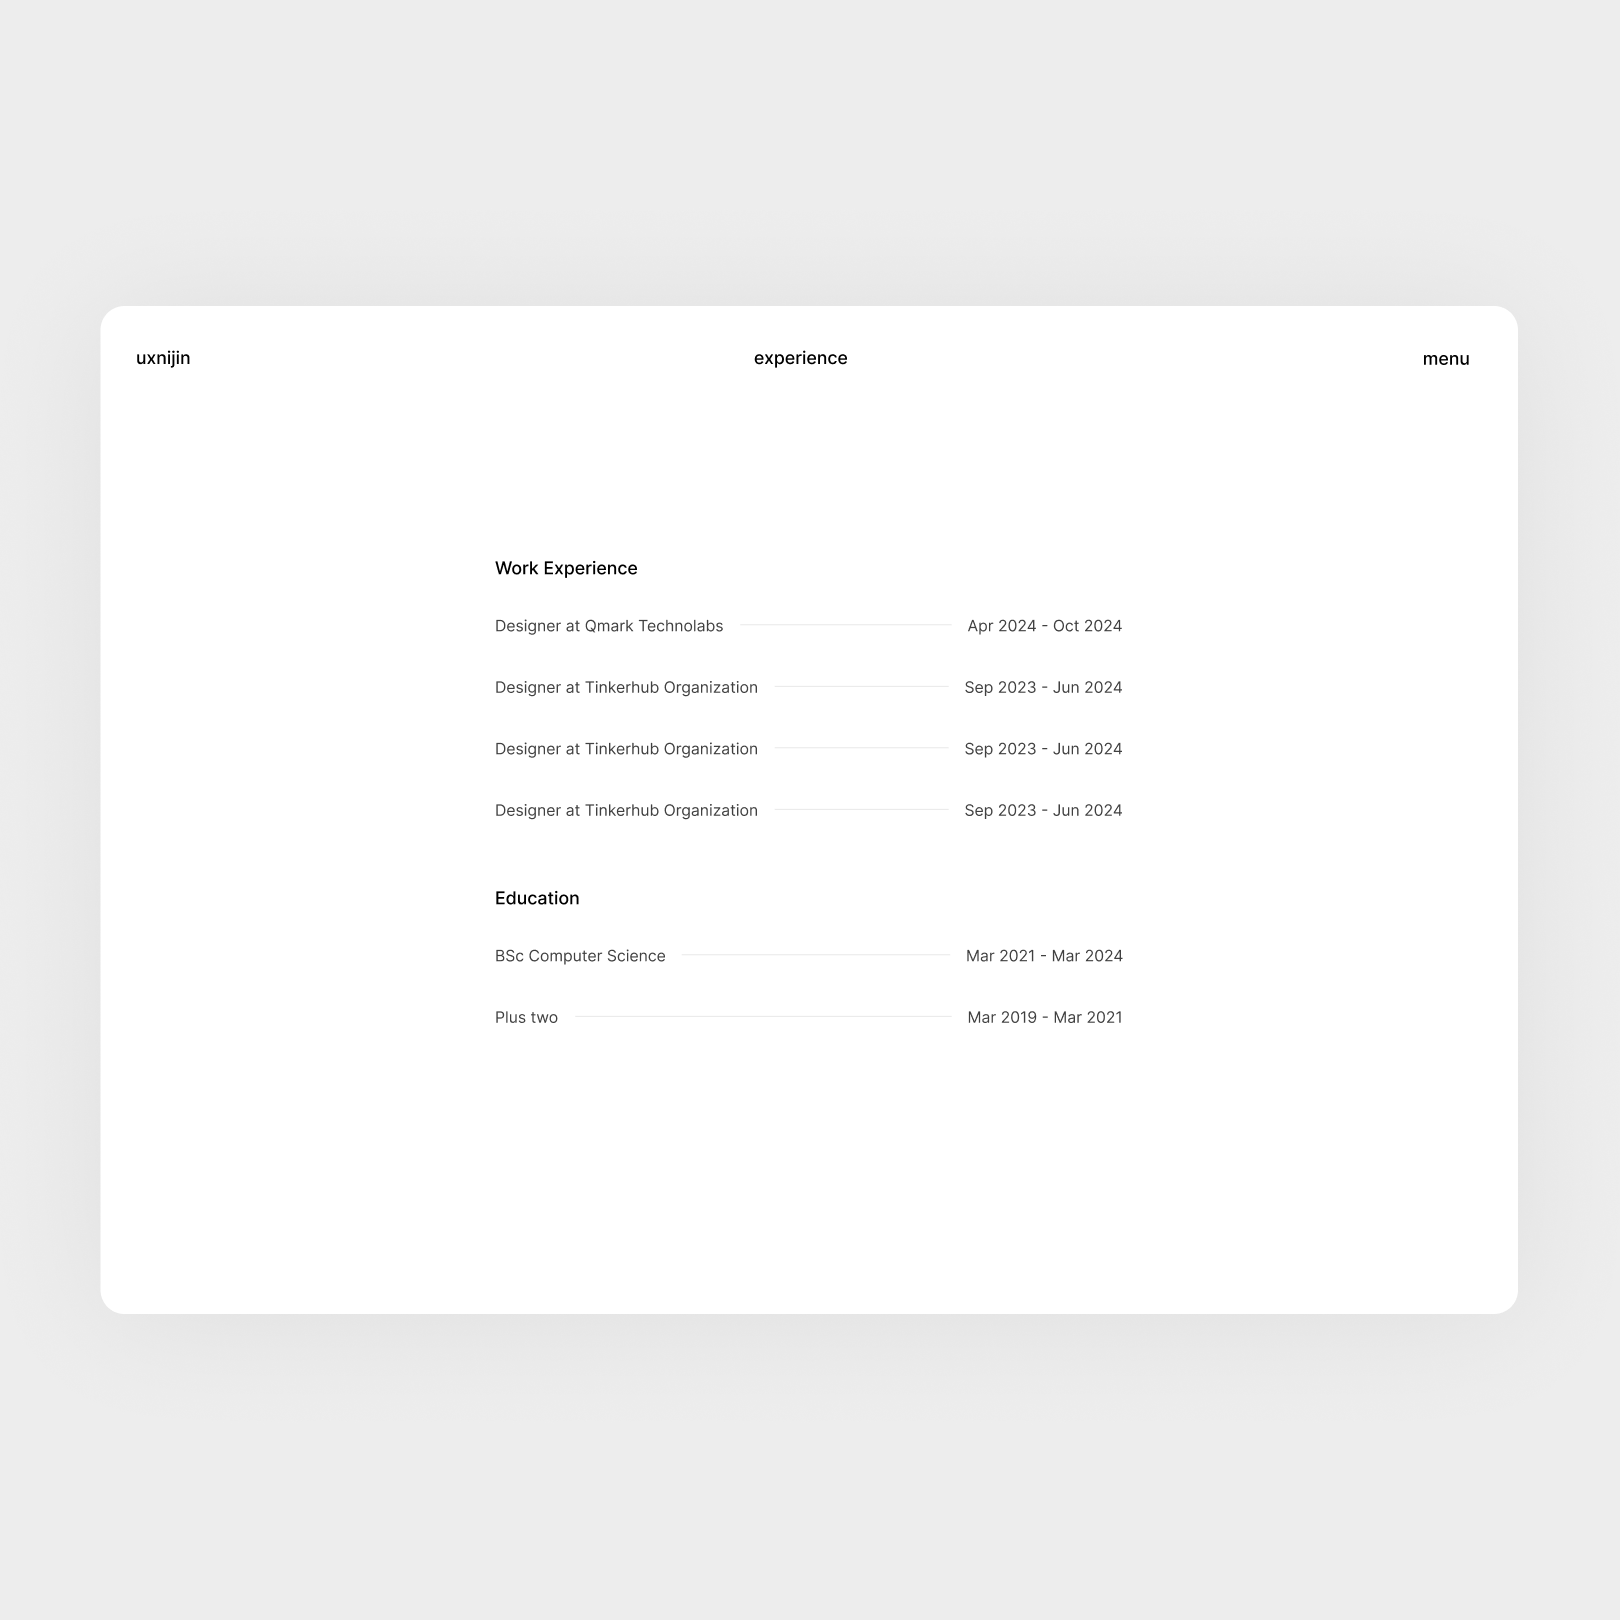 uxnijin
experience
menu
Work Experience
Designer at Qmark Technolabs Apr 2024 - Oct 2024
Designer at Tinkerhub Organization Sep 2023 - Jun 2024
Designer at Tinkerhub Organization Sep 2023 - Jun 2024
Designer at Tinkerhub Organization Sep 2023 - Jun 2024
Education
BSc Computer Science Mar 2021 - Mar 2024
Plus two Mar 2019 - Mar 2021